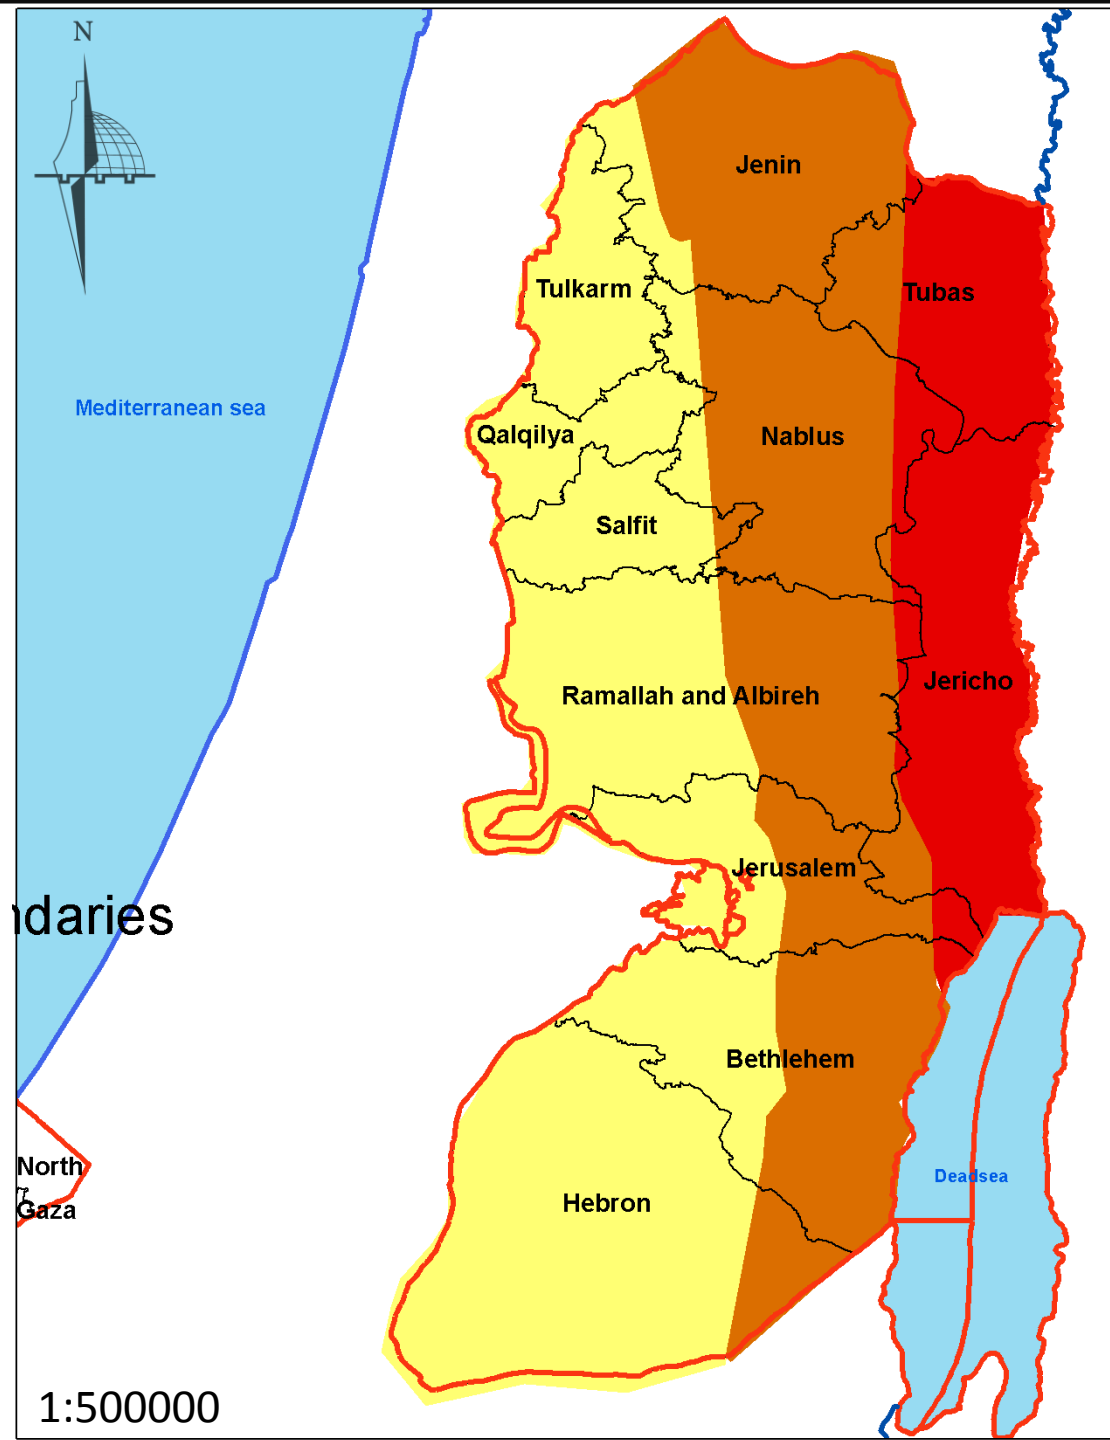 N
Jenin
Tulkarm
Tubas
Mediterranean sea
Qalqilya
Nablus
Salfit
Jericho
Ramallah and Albireh
Jerusalem
ndaries
Bethlehem
North
Gaza
Deadsea
Hebron
1:500000